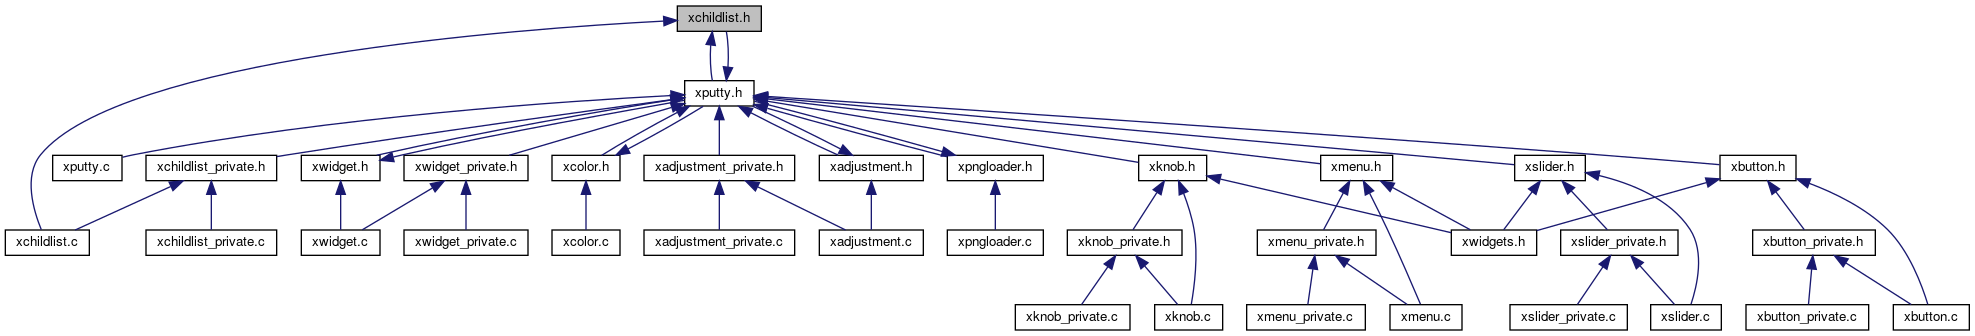 xchildlist.h
xputty.h
xputty.c
xchildlist_private.h
xwidget.h
xwidget_private.h
xcolor.h
xadjustment_private.h
xadjustment.h
xpngloader.h
xknob.h
xmenu.h
xslider.h
xbutton.h
xchildlist.c
xchildlist_private.c
xwidget.c
xwidget_private.c
xcolor.c
xadjustment_private.c
xadjustment.c
xpngloader.c
xknob_private.h
xmenu_private.h
xwidgets.h
xslider_private.h
xbutton_private.h
xknob_private.c
xknob.c
xmenu_private.c
xmenu.c
xslider_private.c
xslider.c
xbutton_private.c
xbutton.c